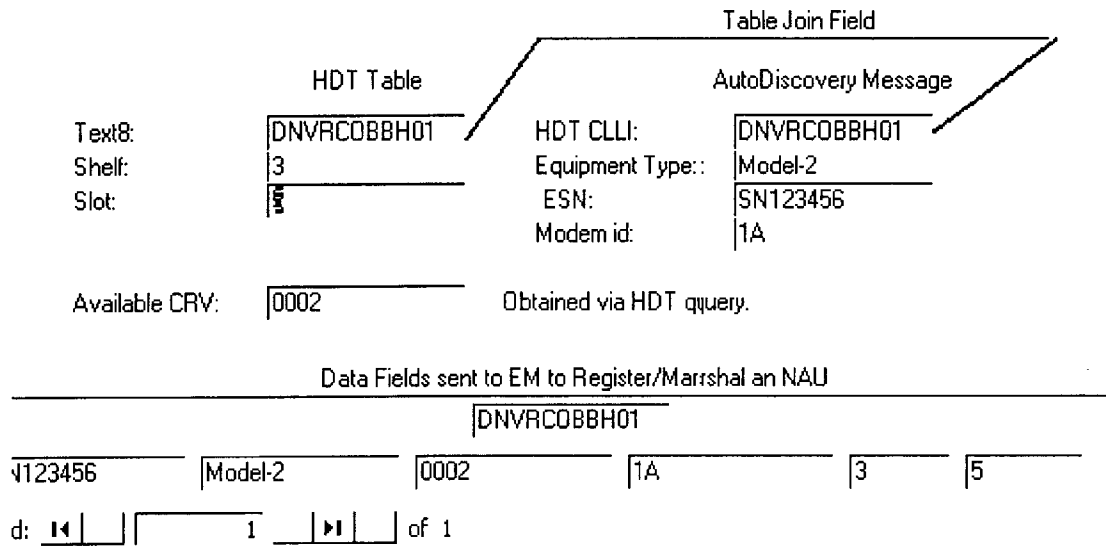 Table Join Field
HDT Table AutoDiscovery Message
Text8: DNVRCOBBH01 HDT CLLI: DNVRCOBBH01
Shelf: 3 Equipment Type:: Model-2
Slot: ESN: SN123456
Modem id: 1A
Available CRV: 0002 Obtained via HDT qquery.
Data Fields sent to EM to Register/Marrshal an NAU
DNVRCOBBH01
N123456 Model-2 0002 1A 3 5
d: 1 of 1